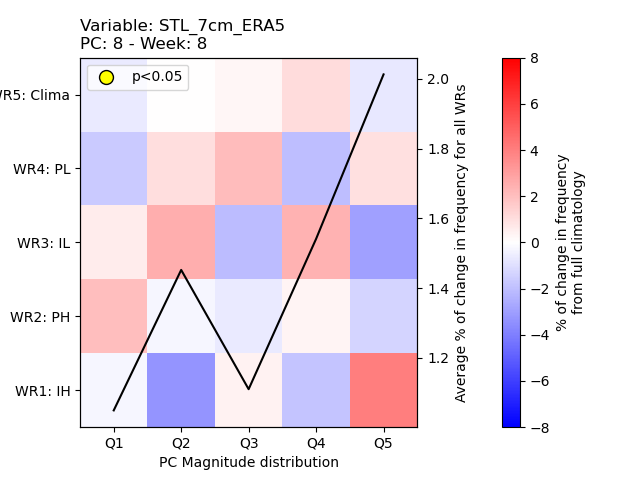 Variable: STL_7cm_ERA5
PC: 8 - Week: 8
p<0.05
WR5: Clima
WR4: PL
WR3: IL
WR2: PH
WR1: IH
Q1 Q2 Q3 Q4 Q5
PC Magnitude distribution
2.0
1.8
1.6
1.4
1.2
Average % of change in frequency for all WRs
8
6
4
2
0
−2
−4
−6
−8
% of change in frequency
from full climatology